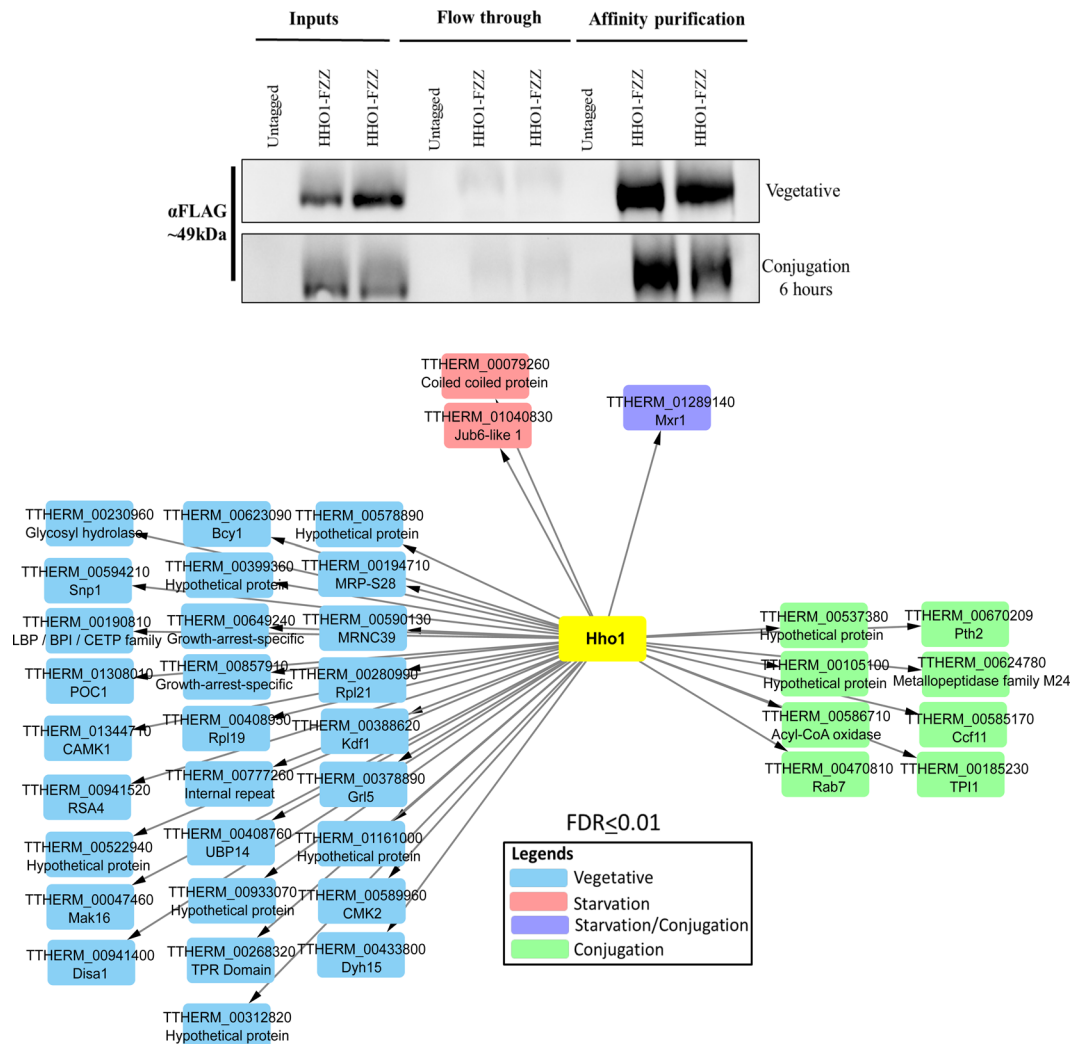 Inputs
Flow through
Affinity purification
Untagged
HHO1-FZZ
HHO1-FZZ
Untagged
HHO1-FZZ
HHO1-FZZ
Untagged
HHO1-FZZ
HHO1-FZZ
αFLAG
~49kDa
Vegetative
Conjugation
6 hours
TTHERM_00079260
Coiled coiled protein
TTHERM_01040830
Jub6-like 1
TTHERM_01289140
Mxr1
Hho1
TTHERM_00230960
Glycosyl hydrolase
TTHERM_00594210
Snp1
TTHERM_00190810
LBP / BPI / CETP family
TTHERM_01308010
POC1
TTHERM_01344710
CAMK1
TTHERM_00941520
RSA4
TTHERM_00522940
Hypothetical protein
TTHERM_00047460
Mak16
TTHERM_00941400
Disa1
TTHERM_00623090
Bcy1
TTHERM_00399360
Hypothetical protein
TTHERM_00649240
Growth-arrest-specific
TTHERM_00857910
Growth-arrest-specific
TTHERM_00408950
Rpl19
TTHERM_00777260
Internal repeat
TTHERM_00408760
UBP14
TTHERM_00933070
Hypothetical protein
TTHERM_00268320
TPR Domain
TTHERM_00312820
Hypothetical protein
TTHERM_00578890
Hypothetical protein
TTHERM_00194710
MRP-S28
TTHERM_00590130
MRNC39
TTHERM_00280990
Rpl21
TTHERM_00388620
Kdf1
TTHERM_00378890
Grl5
TTHERM_01161000
Hypothetical protein
TTHERM_00589960
CMK2
TTHERM_00433800
Dyh15
TTHERM_00537380
Hypothetical protein
TTHERM_00105100
Hypothetical protein
TTHERM_00586710
Acyl-CoA oxidase
TTHERM_00470810
Rab7
TTHERM_00670209
Pth2
TTHERM_00624780
Metallopeptidase family M24
TTHERM_00585170
Ccf11
TTHERM_00185230
TPI1
FDR≤0.01
Legends
Vegetative
Starvation
Starvation/Conjugation
Conjugation